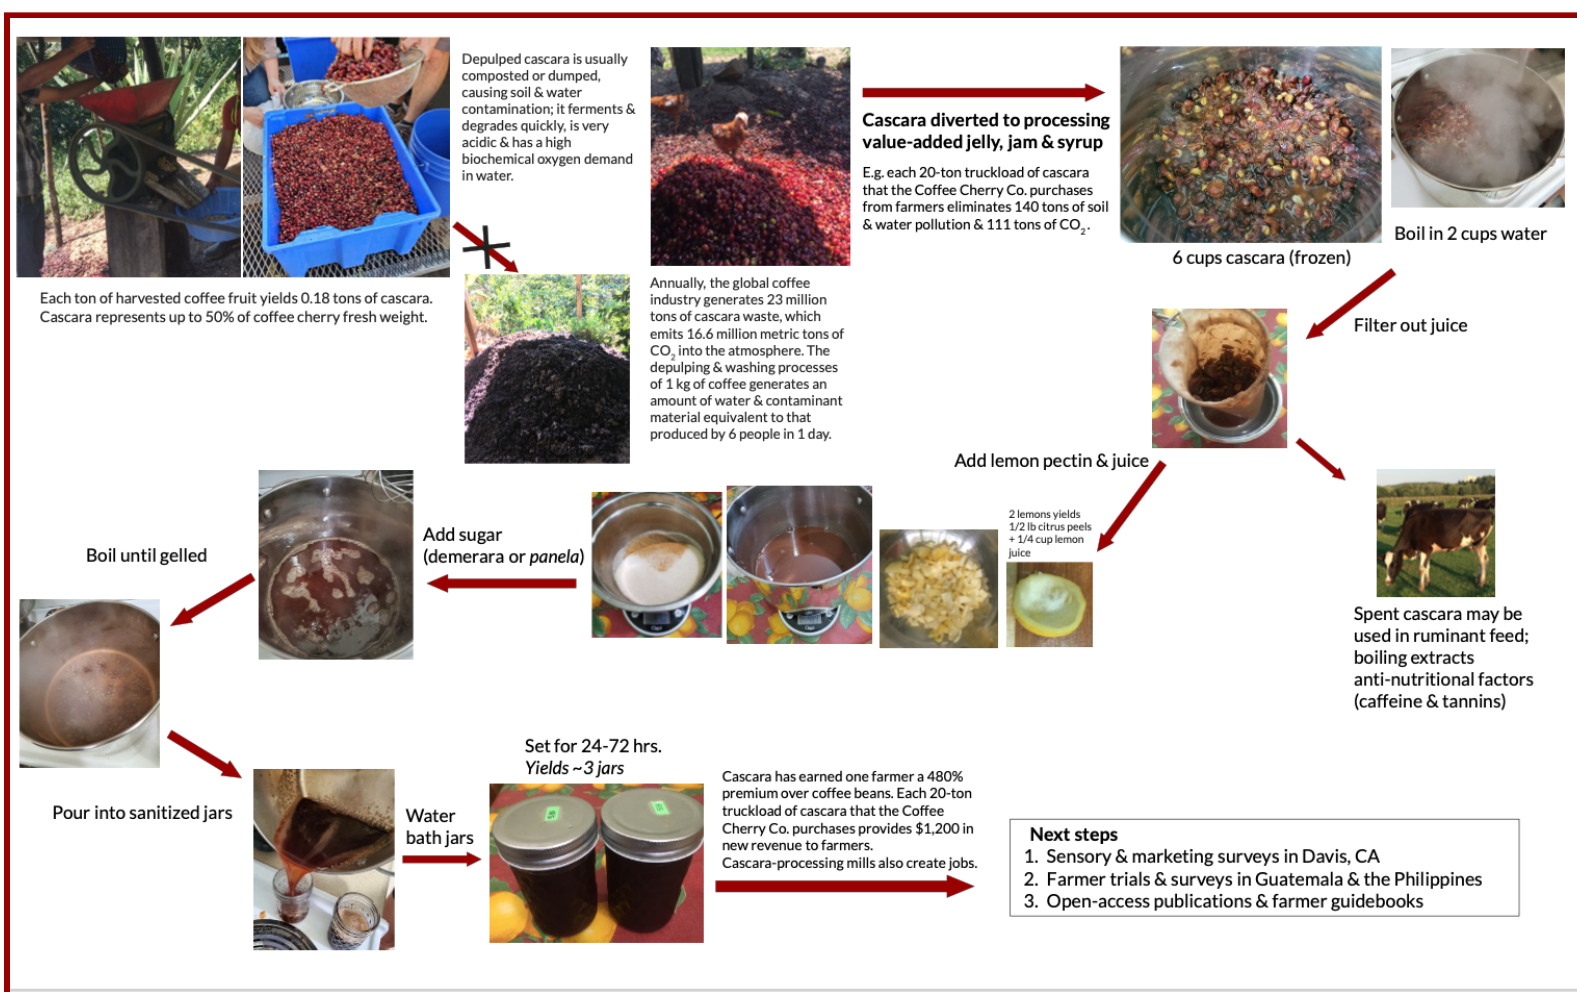 Depulped cascara is usually
composted or dumped,
causing soil & water
contamination; it ferments &
degrades quickly, is very
acidic & has a high
biochemical oxygen demand
in water.
Each ton of harvested coffee fruit yields 0.18 tons of cascara.
Cascara represents up to 50% of coffee cherry fresh weight.
Annually, the global coffee
industry generates 23 million
tons of cascara waste, which
emits 16.6 million metric tons of
CO2 into the atmosphere. The
depulping & washing processes
of 1 kg of coffee generates an
amount of water & contaminant
material equivalent to that
produced by 6 people in 1 day.
Cascara diverted to processing
value-added jelly, jam & syrup
E.g. each 20-ton truckload of cascara
that the Coffee Cherry Co. purchases
from farmers eliminates 140 tons of soil
& water pollution & 111 tons of CO2.
6 cups cascara (frozen)
Boil in 2 cups water
Filter out juice
Spent cascara may be
used in ruminant feed;
boiling extracts
anti-nutritional factors
(caffeine & tannins)
Add lemon pectin & juice
2 lemons yields
1/2 lb citrus peels
+ 1/4 cup lemon
juice
Add sugar
(demerara or panela)
Boil until gelled
Pour into sanitized jars
Water
bath jars
Set for 24-72 hrs.
Yields ~3 jars
Cascara has earned one farmer a 480%
premium over coffee beans. Each 20-ton
truckload of cascara that the Coffee
Cherry Co. purchases provides $1,200 in
new revenue to farmers.
Cascara-processing mills also create jobs.
Next steps
1. Sensory & marketing surveys in Davis, CA
2. Farmer trials & surveys in Guatemala & the Philippines
3. Open-access publications & farmer guidebooks